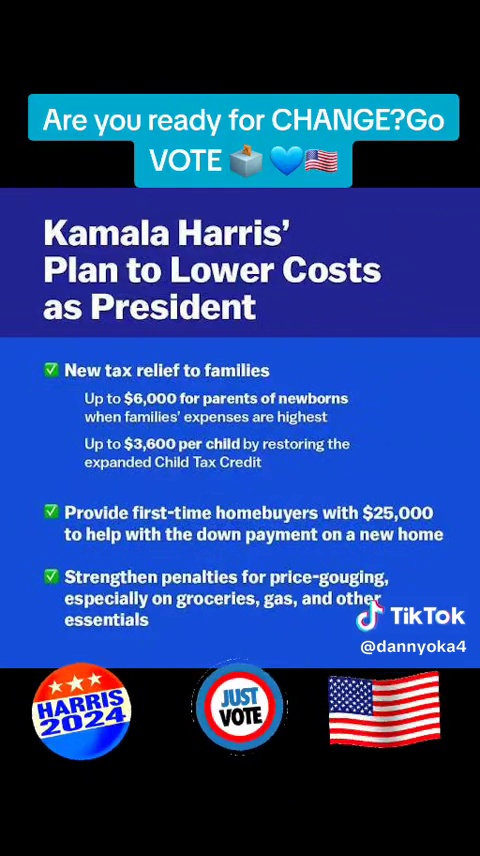 Are you ready for CHANGE?Go
VOTE 🗳️ 💙🇺🇸
Kamala Harris’
Plan to Lower Costs
as President
✅ New tax relief to families
Up to $6,000 for parents of newborns
when families’ expenses are highest
Up to $3,600 per child by restoring the
expanded Child Tax Credit
✅ Provide first-time homebuyers with $25,000
to help with the down payment on a new home
✅ Strengthen penalties for price-gouging,
especially on groceries, gas, and other
essentials
TikTok
@dannyoka4
HARRIS
2024
JUST
VOTE